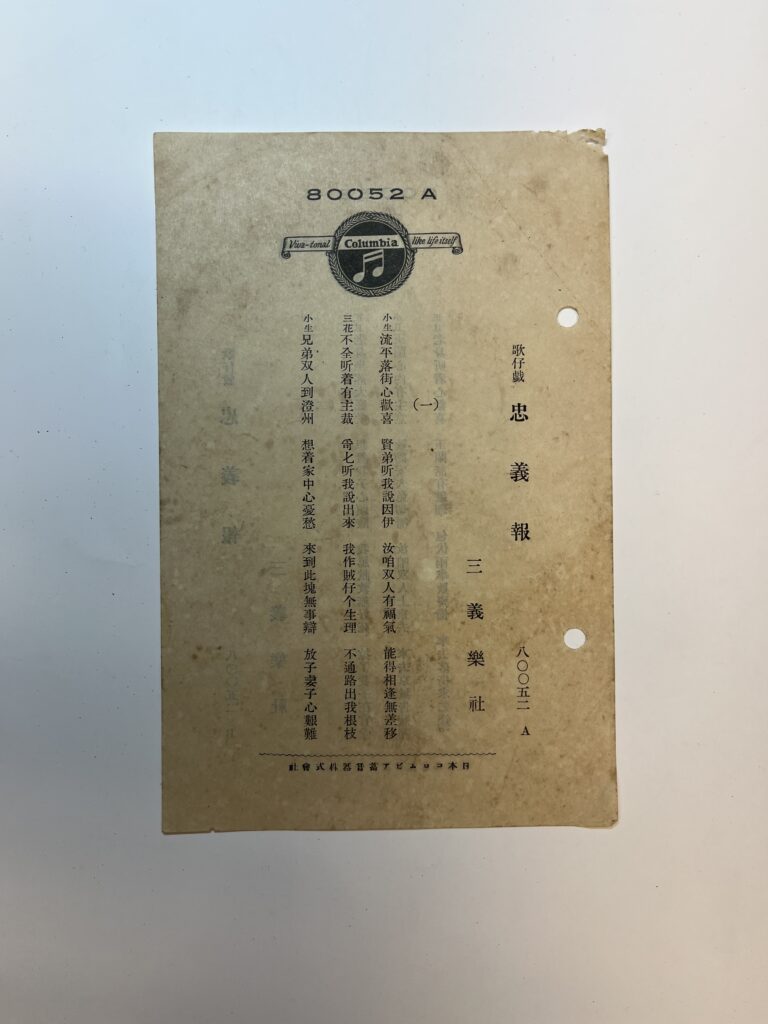 80052 A
Viva-tonal Columbia like life itself
歌仔戯 忠義報 八〇〇五二 A
三義樂社
(一)
小生 流平落街心歡喜 賢弟听我說因伊 汝咱双人有福氣 能得相逢無差移
三花 不全听着有主裁 哥七听我說出來 我作賊仔个生理 不通路出我根枝
小生 兄弟双人到澄州 想着家中心憂愁 來到此塊無事辯 放子妻子心艱難
日本コロムビア蓄音器株式會社